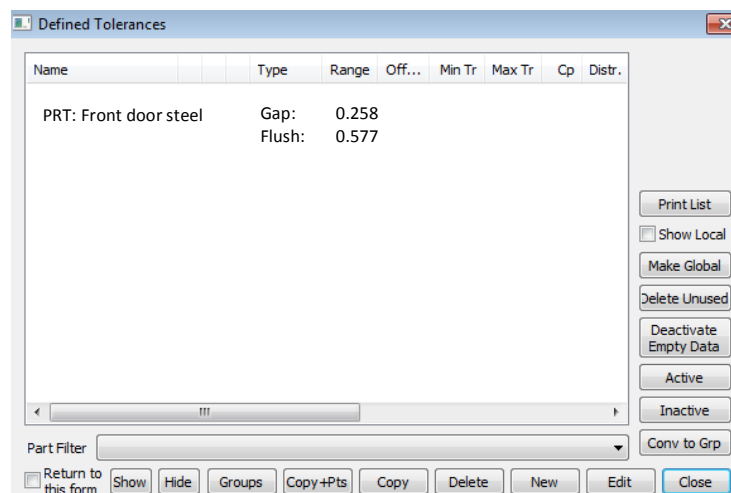 Defined Tolerances
Name Type Range Off... Min Tr Max Tr Cp Distr.
PRT: Front door steel Gap: 0.258
Flush: 0.577
Print List
Show Local
Make Global
Delete Unused
Deactivate
Empty Data
Active
Inactive
Part Filter Conv to Grp
Return to
this form Show Hide Groups Copy+Pts Copy Delete New Edit Close